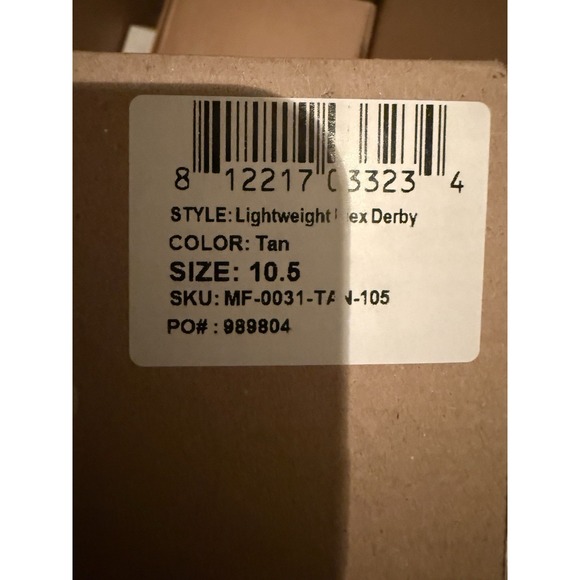 8 12217 03323 4
STYLE: Lightweight Flex Derby
COLOR: Tan
SIZE: 10.5
SKU: MF-0031-TAN-105
PO# : 989804